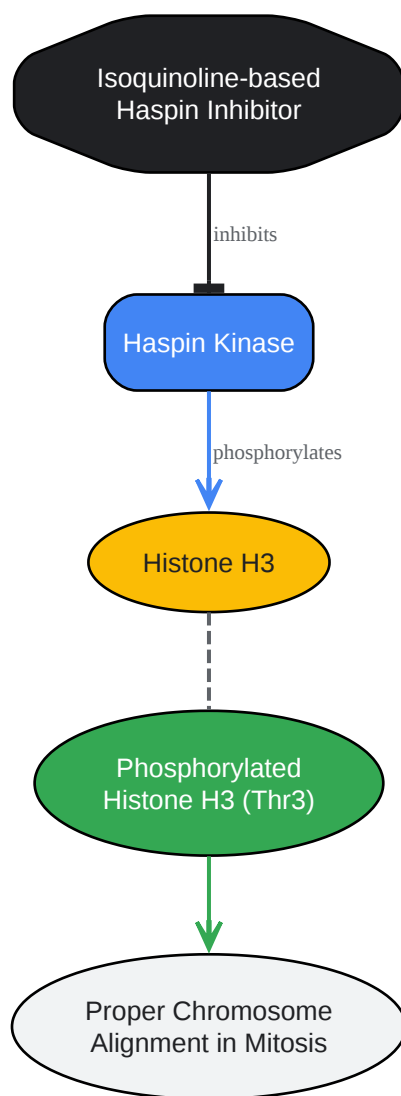 Isoquinoline-based
Haspin Inhibitor
inhibits
Haspin Kinase
phosphorylates
Histone H3
Phosphorylated
Histone H3 (Thr3)
Proper Chromosome
Alignment in Mitosis